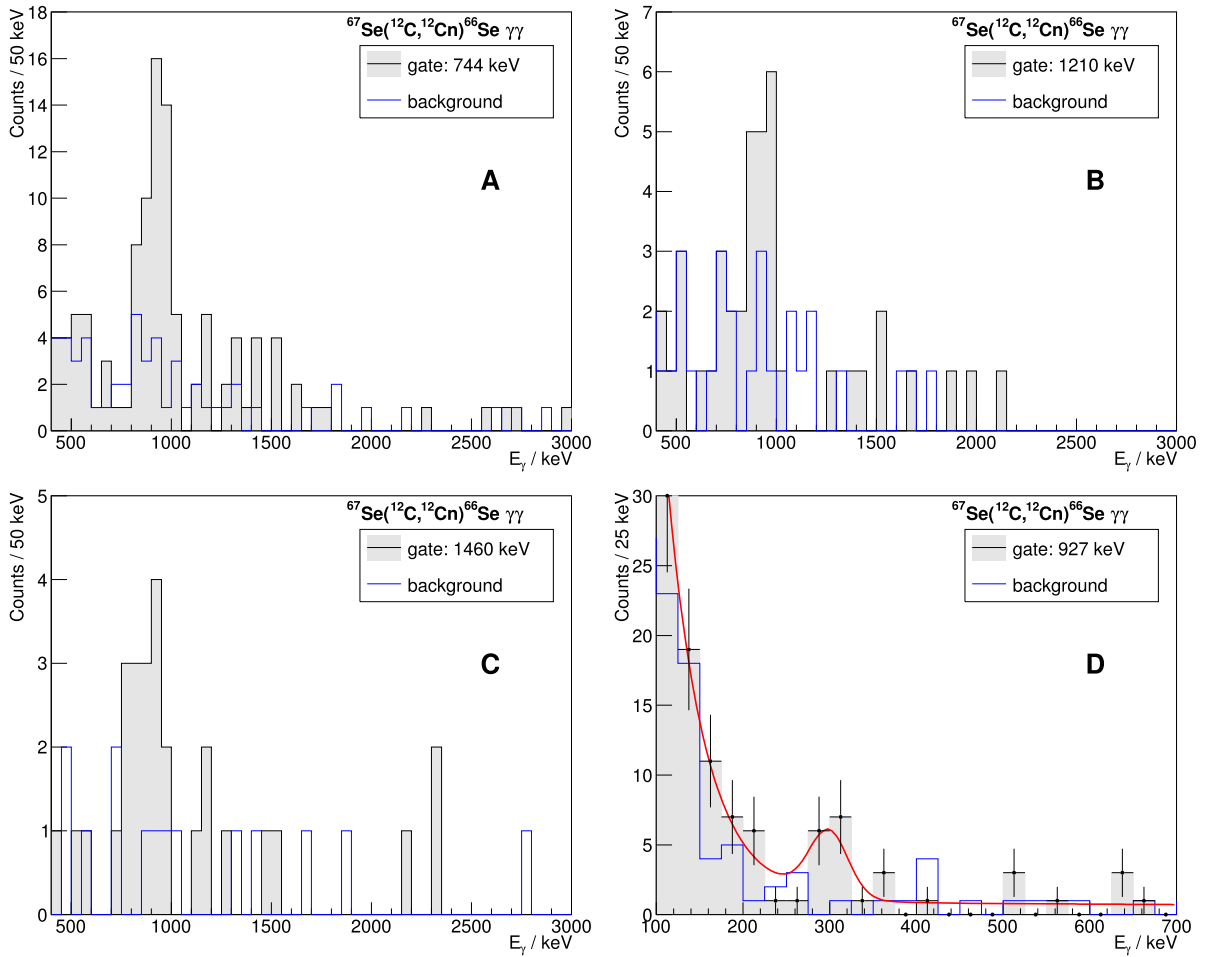 ⁶⁷Se(¹²C,¹²Cn)⁶⁶Se γγ
gate: 744 keV
background
A
Counts / 50 keV
18
16
14
12
10
8
6
4
2
0
500 1000 1500 2000 2500 3000
E_γ / keV
⁶⁷Se(¹²C,¹²Cn)⁶⁶Se γγ
gate: 1210 keV
background
B
Counts / 50 keV
7
6
5
4
3
2
1
0
500 1000 1500 2000 2500 3000
E_γ / keV
⁶⁷Se(¹²C,¹²Cn)⁶⁶Se γγ
gate: 1460 keV
background
C
Counts / 50 keV
5
4
3
2
1
0
500 1000 1500 2000 2500 3000
E_γ / keV
⁶⁷Se(¹²C,¹²Cn)⁶⁶Se γγ
gate: 927 keV
background
D
Counts / 25 keV
30
25
20
15
10
5
0
100 200 300 400 500 600 700
E_γ / keV